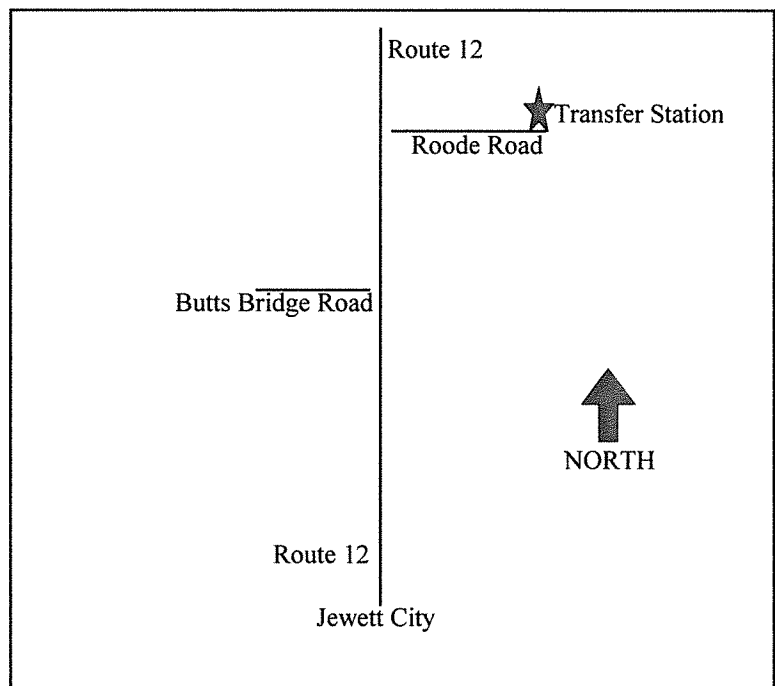 Route 12
Transfer Station
Roode Road
Butts Bridge Road
NORTH
Route 12
Jewett City